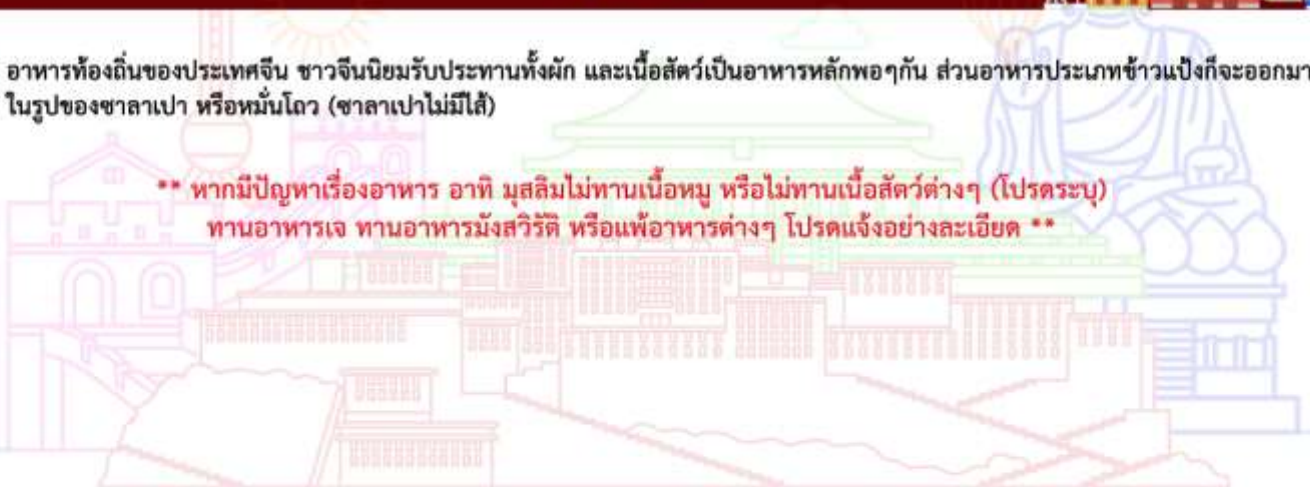 อาหารท้องถิ่นของประเทศจีน ชาวจีนนิยมรับประทานทั้งผัก และเนื้อสัตว์เป็นอาหารหลักพอๆกัน ส่วนอาหารประเภทข้าวแป้งก็จะออกมา
ในรูปของซาลาเปา หรือหมั่นโถว (ซาลาเปาไม่มีไส้)
** หากมีปัญหาเรื่องอาหาร อาทิ มุสลิมไม่ทานเนื้อหมู หรือไม่ทานเนื้อสัตว์ต่างๆ (โปรดระบุ)
ทานอาหารเจ ทานอาหารมังสวิรัติ หรือแพ้อาหารต่างๆ โปรดแจ้งอย่างละเอียด **